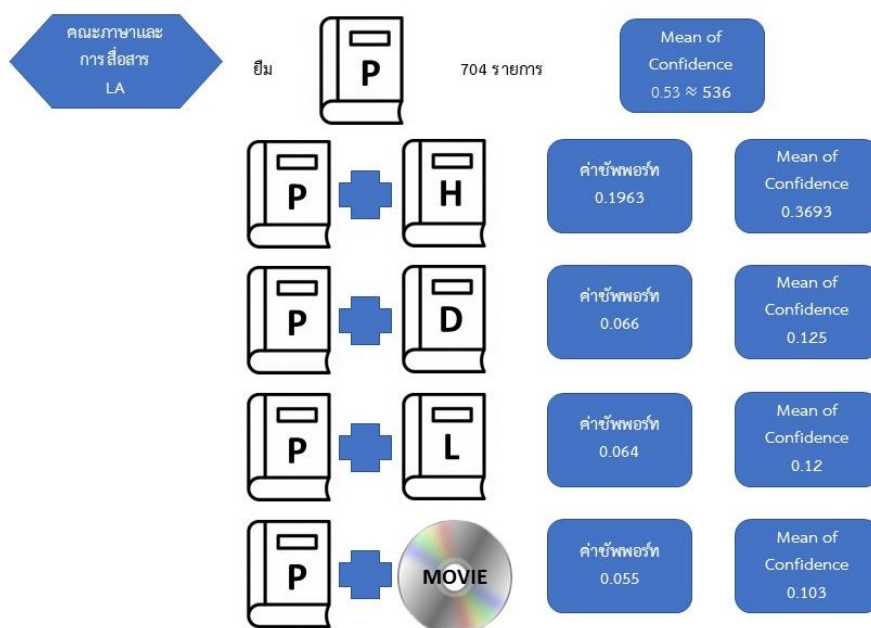 คณะภาษาและ
การสื่อสาร
LA
ยืม
P
704 รายการ
Mean of
Confidence
0.53 ≈ 536
P
H
ค่าซัพพอร์ท
0.1963
Mean of
Confidence
0.3693
P
D
ค่าซัพพอร์ท
0.066
Mean of
Confidence
0.125
P
L
ค่าซัพพอร์ท
0.064
Mean of
Confidence
0.12
P
MOVIE
ค่าซัพพอร์ท
0.055
Mean of
Confidence
0.103